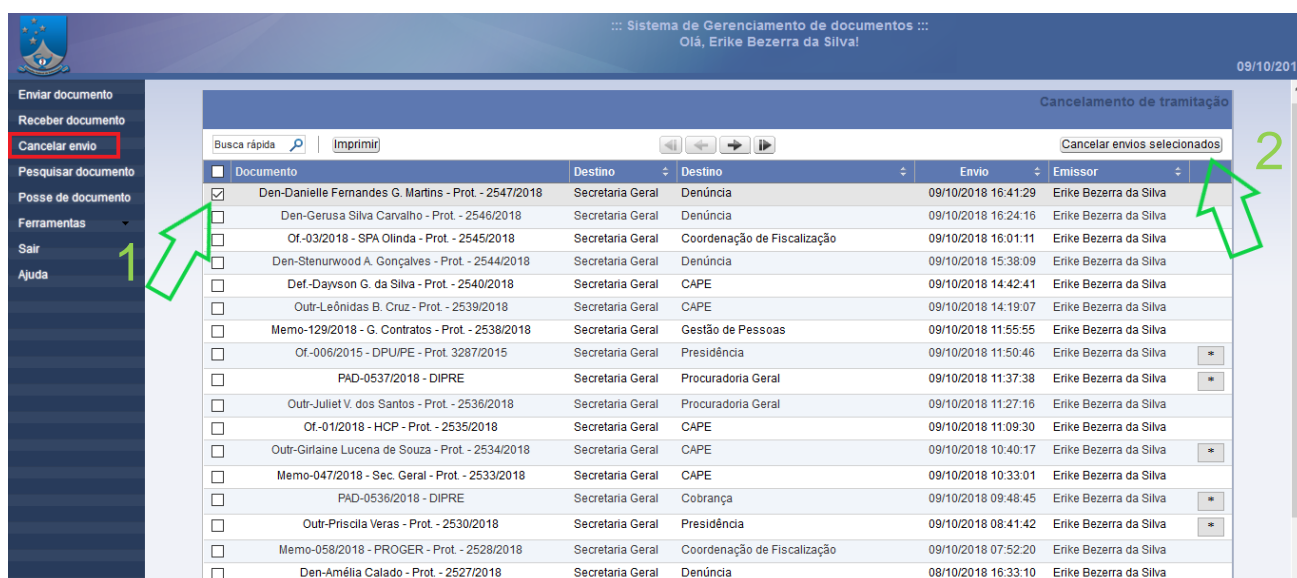 ::: Sistema de Gerenciamento de documentos :::
Olá, Erike Bezerra da Silva!
09/10/201
Enviar documento
Receber documento
Cancelar envio
Pesquisar documento
Posse de documento
Ferramentas
Sair
Ajuda
Cancelamento de tramitação
Busca rápida Imprimir Cancelar envios selecionados
2
Documento Destino Destino Envio Emissor
Den-Danielle Fernandes G. Martins - Prot. - 2547/2018 Secretaria Geral Denúncia 09/10/2018 16:41:29 Erike Bezerra da Silva
Den-Gerusa Silva Carvalho - Prot. - 2546/2018 Secretaria Geral Denúncia 09/10/2018 16:24:16 Erike Bezerra da Silva
Of.-03/2018 - SPA Olinda - Prot. - 2545/2018 Secretaria Geral Coordenação de Fiscalização 09/10/2018 16:01:11 Erike Bezerra da Silva
1
Den-Stenurwood A. Gonçalves - Prot. - 2544/2018 Secretaria Geral Denúncia 09/10/2018 15:38:09 Erike Bezerra da Silva
Def.-Dayvson G. da Silva - Prot. - 2540/2018 Secretaria Geral CAPE 09/10/2018 14:42:41 Erike Bezerra da Silva
Outr-Leônidas B. Cruz - Prot. - 2539/2018 Secretaria Geral CAPE 09/10/2018 14:19:07 Erike Bezerra da Silva
Memo-129/2018 - G. Contratos - Prot. - 2538/2018 Secretaria Geral Gestão de Pessoas 09/10/2018 11:55:55 Erike Bezerra da Silva
Of.-006/2015 - DPU/PE - Prot. 3287/2015 Secretaria Geral Presidência 09/10/2018 11:50:46 Erike Bezerra da Silva *
PAD-0537/2018 - DIPRE Secretaria Geral Procuradoria Geral 09/10/2018 11:37:38 Erike Bezerra da Silva *
Outr-Juliet V. dos Santos - Prot. - 2536/2018 Secretaria Geral Procuradoria Geral 09/10/2018 11:27:16 Erike Bezerra da Silva
Of.-01/2018 - HCP - Prot. - 2535/2018 Secretaria Geral CAPE 09/10/2018 11:09:30 Erike Bezerra da Silva
Outr-Girlaine Lucena de Souza - Prot. - 2534/2018 Secretaria Geral CAPE 09/10/2018 10:40:17 Erike Bezerra da Silva *
Memo-047/2018 - Sec. Geral - Prot. - 2533/2018 Secretaria Geral CAPE 09/10/2018 10:33:01 Erike Bezerra da Silva
PAD-0536/2018 - DIPRE Secretaria Geral Cobrança 09/10/2018 09:48:45 Erike Bezerra da Silva *
Outr-Priscila Veras - Prot. - 2530/2018 Secretaria Geral Presidência 09/10/2018 08:41:42 Erike Bezerra da Silva *
Memo-058/2018 - PROGER - Prot. - 2528/2018 Secretaria Geral Coordenação de Fiscalização 09/10/2018 07:52:20 Erike Bezerra da Silva
Den-Amélia Calado - Prot. - 2527/2018 Secretaria Geral Denúncia 08/10/2018 16:33:10 Erike Bezerra da Silva